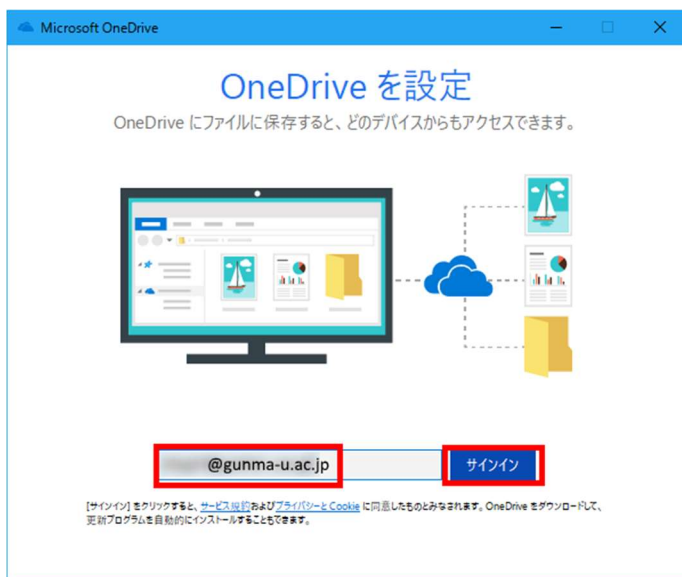 Microsoft OneDrive
OneDrive を設定
OneDrive にファイルに保存すると、どのデバイスからもアクセスできます。
@gunma-u.ac.jp
サインイン
[サインイン] をクリックすると、サービス規約およびプライバシーと Cookie に同意したものとみなされます。OneDrive をダウンロードして、
更新プログラムを自動的にインストールすることもできます。